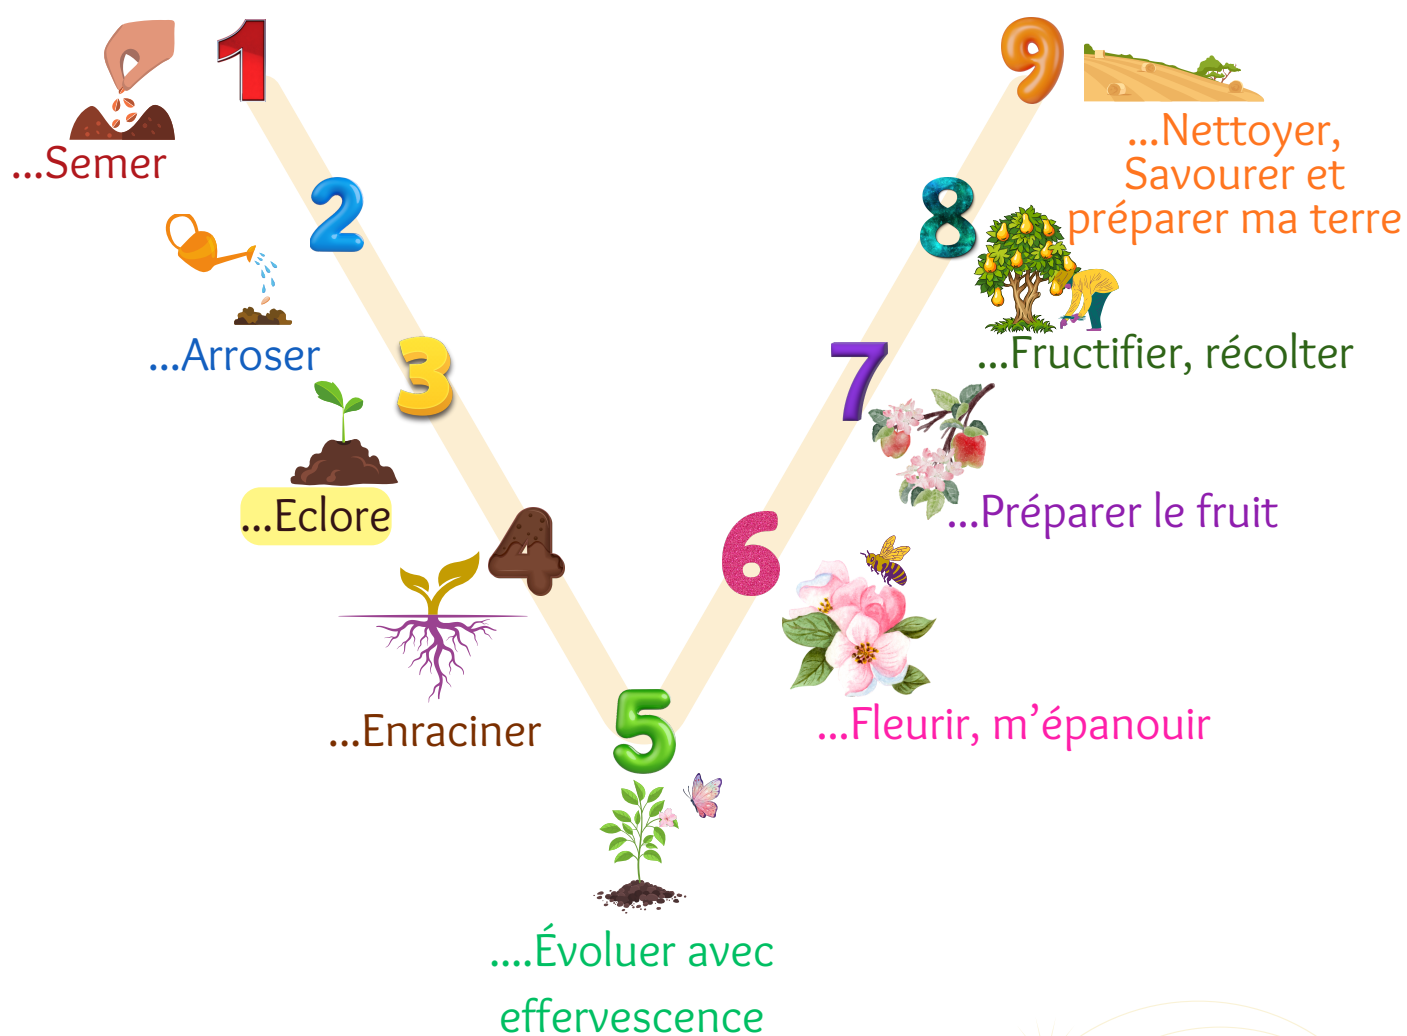 1
...Semer
2
...Arroser
3
...Eclore
4
...Enraciner
5
....Évoluer avec
effervescence
6
...Fleurir, m’épanouir
7
...Préparer le fruit
8
...Fructifier, récolter
9
...Nettoyer,
Savourer et
préparer ma terre